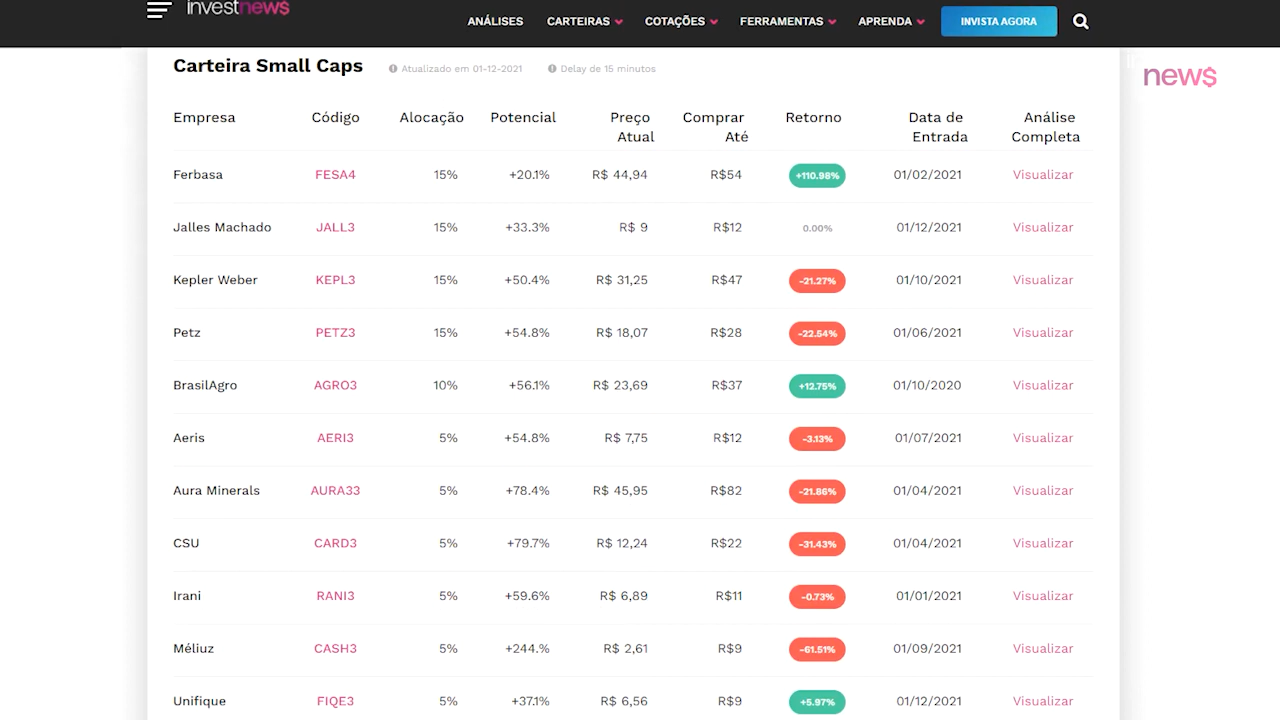 investnew$
ANÁLISES CARTEIRAS COTAÇÕES FERRAMENTAS APRENDA INVISTA AGORA
Carteira Small Caps Atualizado em 01-12-2021 Delay de 15 minutos
new$
Empresa Código Alocação Potencial Preço Atual Comprar Até Retorno Data de Entrada Análise Completa
Ferbasa FESA4 15% +20.1% R$ 44,94 R$54 +110.98% 01/02/2021 Visualizar
Jalles Machado JALL3 15% +33.3% R$ 9 R$12 0.00% 01/12/2021 Visualizar
Kepler Weber KEPL3 15% +50.4% R$ 31,25 R$47 -21.27% 01/10/2021 Visualizar
Petz PETZ3 15% +54.8% R$ 18,07 R$28 -22.54% 01/06/2021 Visualizar
BrasilAgro AGRO3 10% +56.1% R$ 23,69 R$37 +12.75% 01/10/2020 Visualizar
Aeris AERI3 5% +54.8% R$ 7,75 R$12 -3.13% 01/07/2021 Visualizar
Aura Minerals AURA33 5% +78.4% R$ 45,95 R$82 -21.86% 01/04/2021 Visualizar
CSU CARD3 5% +79.7% R$ 12,24 R$22 -31.43% 01/04/2021 Visualizar
Irani RANI3 5% +59.6% R$ 6,89 R$11 -0.73% 01/01/2021 Visualizar
Méliuz CASH3 5% +244.% R$ 2,61 R$9 -61.51% 01/09/2021 Visualizar
Unifique FIQE3 5% +37.1% R$ 6,56 R$9 +5.97% 01/12/2021 Visualizar